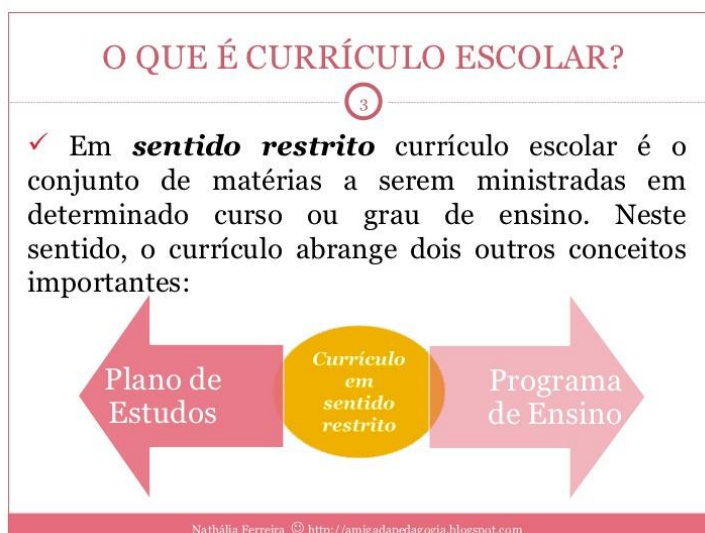 O QUE É CURRÍCULO ESCOLAR?
3
✓ Em sentido restrito currículo escolar é o
conjunto de matérias a serem ministradas em
determinado curso ou grau de ensino. Neste
sentido, o currículo abrange dois outros conceitos
importantes:
Plano de
Estudos
Currículo
em
sentido
restrito
Programa
de Ensino
Nathália Ferreira ☺ http://amigadapedagogia.blogspot.com